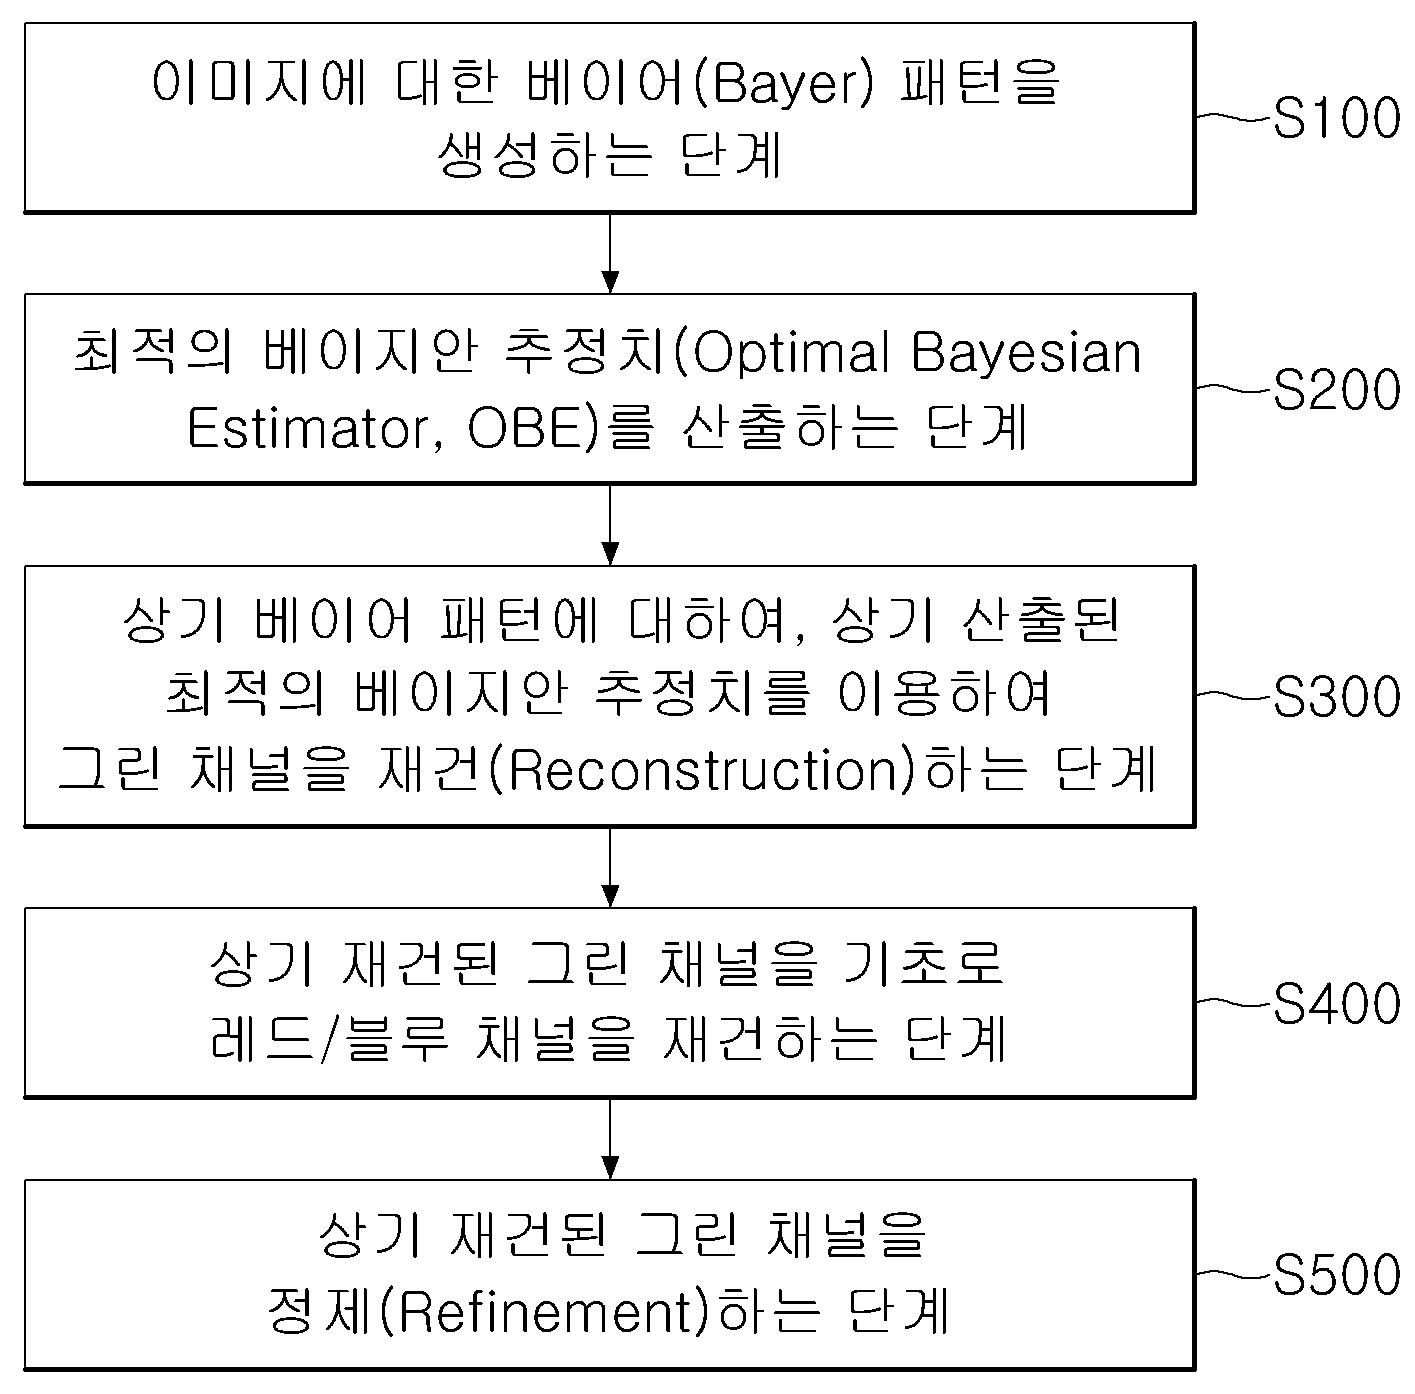 이미지에 대한 베이어(Bayer) 패턴을
생성하는 단계
S100
최적의 베이지안 추정치(Optimal Bayesian
Estimator, OBE)를 산출하는 단계
S200
상기 베이어 패턴에 대하여, 상기 산출된
최적의 베이지안 추정치를 이용하여
그린 채널을 재건(Reconstruction)하는 단계
S300
상기 재건된 그린 채널을 기초로
레드/블루 채널을 재건하는 단계
S400
상기 재건된 그린 채널을
정제(Refinement)하는 단계
S500